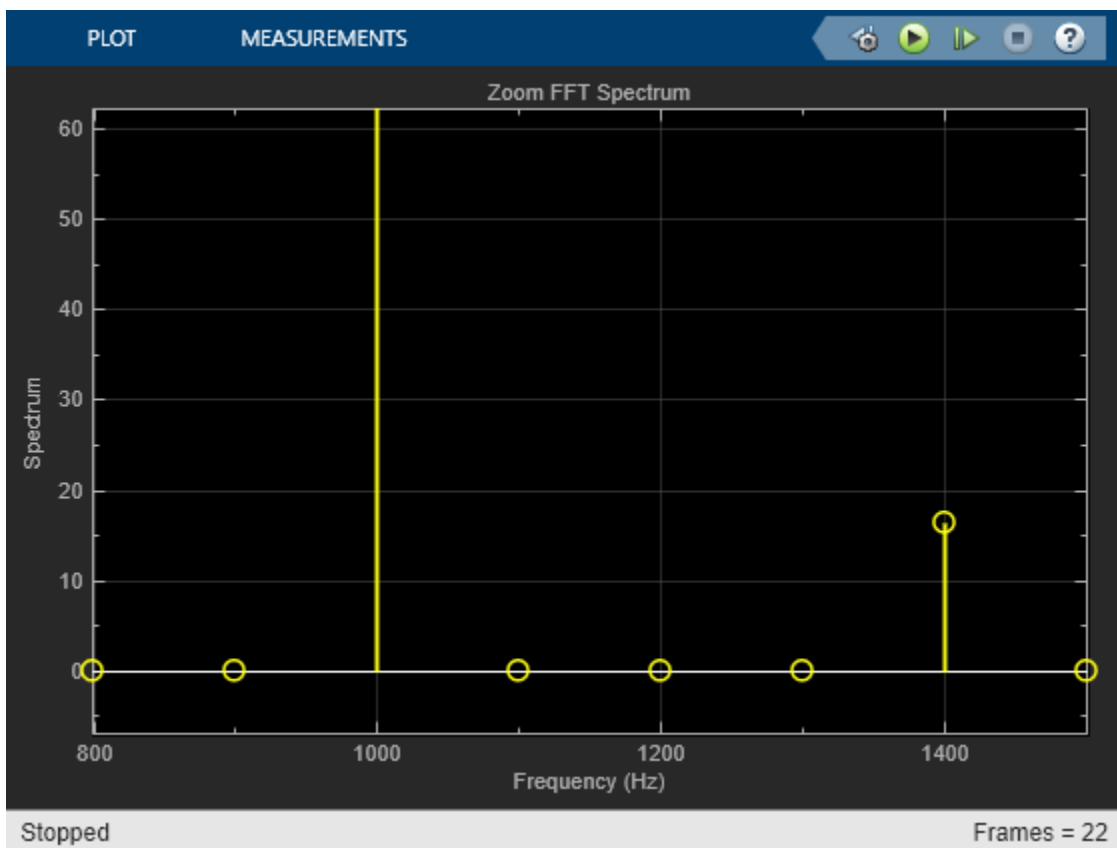 PLOT MEASUREMENTS ?
Zoom FFT Spectrum
60
50
40
30
20
10
0
Spectrum
800 1000 1200 1400
Frequency (Hz)
Stopped Frames = 22